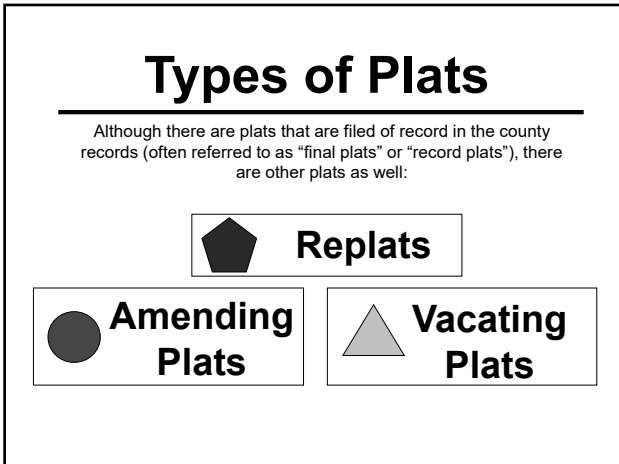 Types of Plats
Although there are plats that are filed of record in the county
records (often referred to as “final plats” or “record plats”), there
are other plats as well:
Replats
Amending
Plats
Vacating
Plats